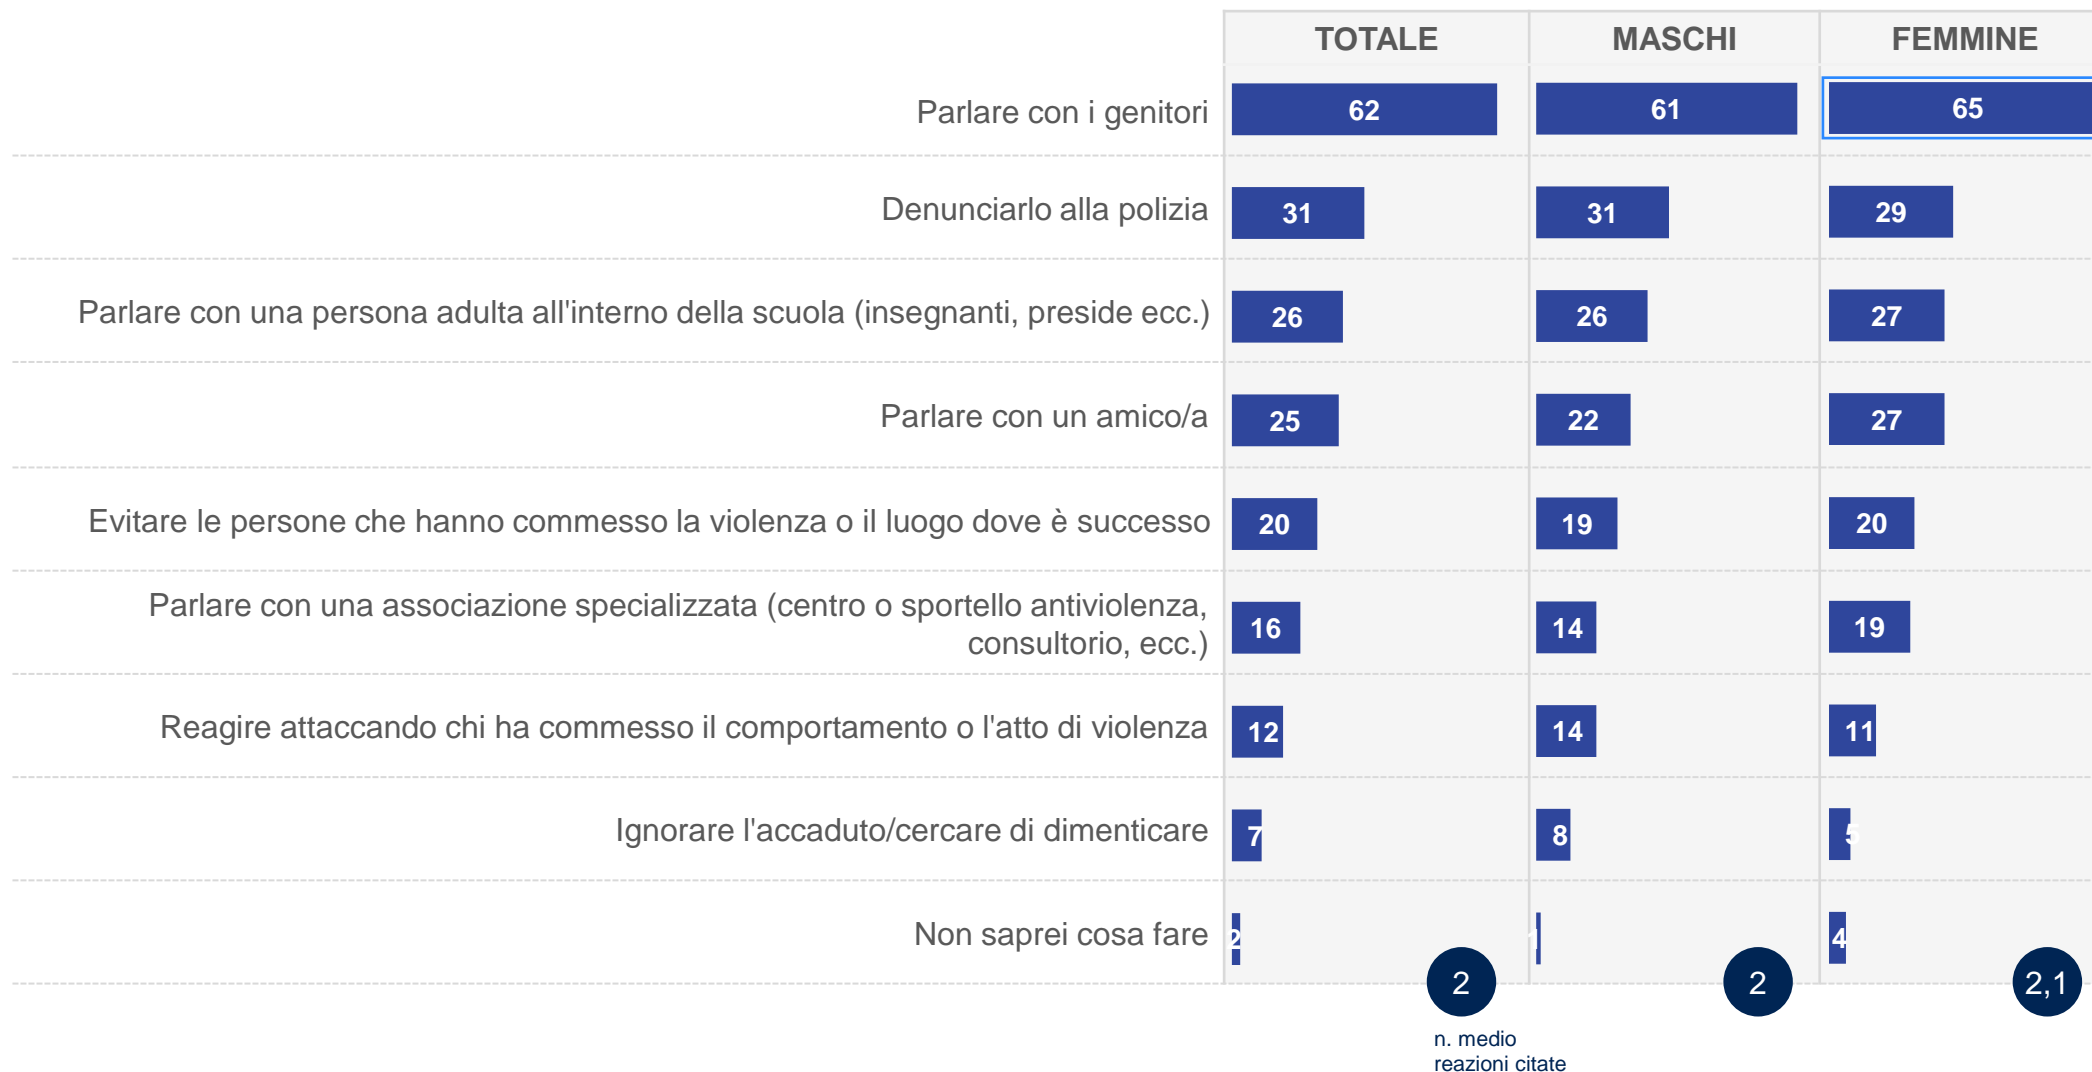 TOTALE MASCHI FEMMINE
Parlare con i genitori 62 61 65
Denunciarlo alla polizia 31 31 29
Parlare con una persona adulta all'interno della scuola (insegnanti, preside ecc.) 26 26 27
Parlare con un amico/a 25 22 27
Evitare le persone che hanno commesso la violenza o il luogo dove è successo 20 19 20
Parlare con una associazione specializzata (centro o sportello antiviolenza,
consultorio, ecc.) 16 14 19
Reagire attaccando chi ha commesso il comportamento o l'atto di violenza 12 14 11
Ignorare l'accaduto/cercare di dimenticare 7 8 5
Non saprei cosa fare 2 1 4
2 2 2,1
n. medio
reazioni citate